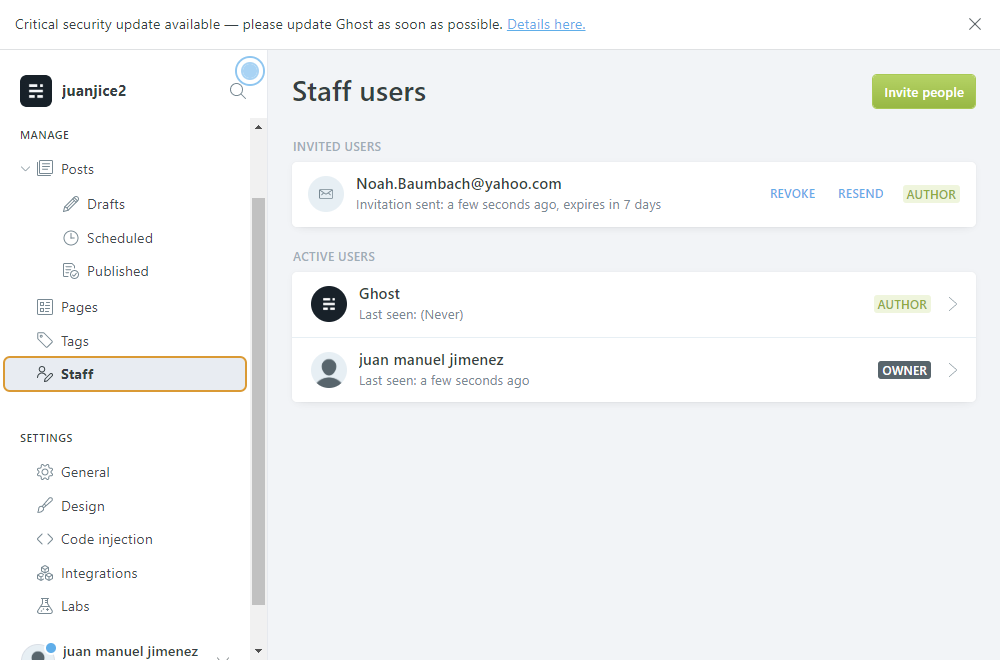 Critical security update available — please update Ghost as soon as possible. Details here.
juanjice2
MANAGE
Posts
Drafts
Scheduled
Published
Pages
Tags
Staff
SETTINGS
General
Design
Code injection
Integrations
Labs
juan manuel jimenez
Staff users
Invite people
INVITED USERS
Noah.Baumbach@yahoo.com
Invitation sent: a few seconds ago, expires in 7 days
REVOKE RESEND AUTHOR
ACTIVE USERS
Ghost
Last seen: (Never)
AUTHOR
juan manuel jimenez
Last seen: a few seconds ago
OWNER